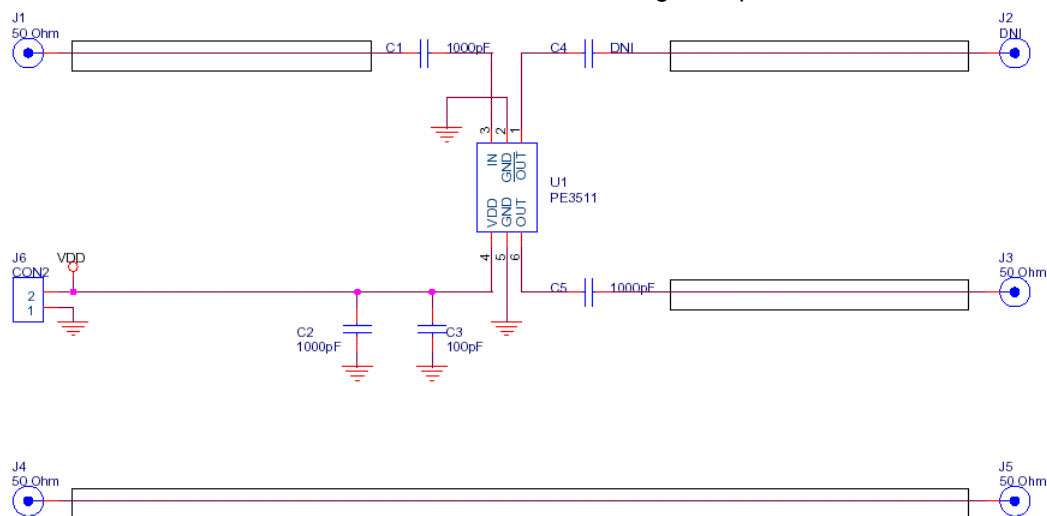 J1
50 Ohm
C1
1000pF
C4
DNI
J2
DNI
3
2
1
IN
GND
OUT
U1
PE3511
VDD
GND
OUT
4
5
6
J6
CON2
VDD
2
1
C2
1000pF
C3
100pF
C5
1000pF
J3
50 Ohm
J4
50 Ohm
J5
50 Ohm